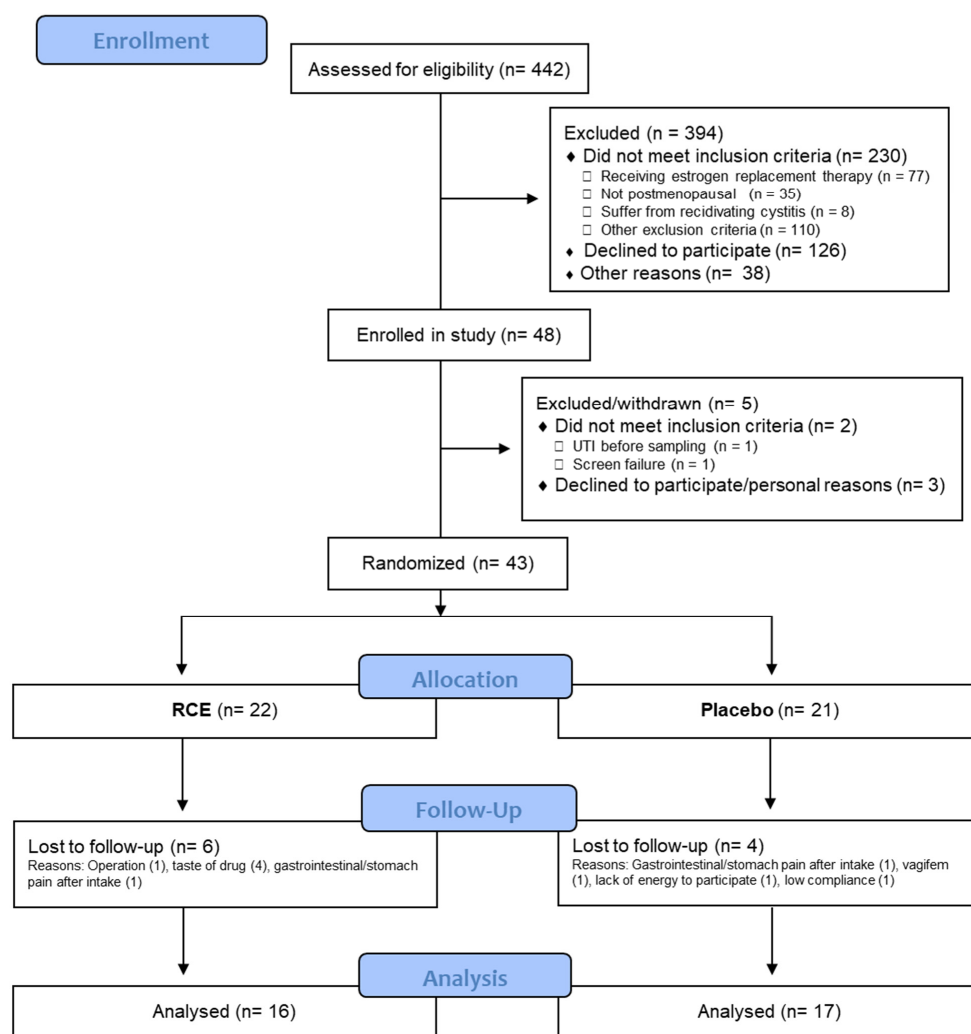 Enrollment
Assessed for eligibility (n= 442)
Excluded (n = 394)
♦ Did not meet inclusion criteria (n= 230)
□ Receiving estrogen replacement therapy (n = 77)
□ Not postmenopausal (n = 35)
□ Suffer from recidivating cystitis (n = 8)
□ Other exclusion criteria (n = 110)
♦ Declined to participate (n= 126)
♦ Other reasons (n= 38)
Enrolled in study (n= 48)
Excluded/withdrawn (n= 5)
♦ Did not meet inclusion criteria (n= 2)
□ UTI before sampling (n = 1)
□ Screen failure (n = 1)
♦ Declined to participate/personal reasons (n= 3)
Randomized (n= 43)
Allocation
RCE (n= 22)
Placebo (n= 21)
Follow-Up
Lost to follow-up (n= 6)
Reasons: Operation (1), taste of drug (4), gastrointestinal/stomach
pain after intake (1)
Lost to follow-up (n= 4)
Reasons: Gastrointestinal/stomach pain after intake (1), vagifem
(1), lack of energy to participate (1), low compliance (1)
Analysis
Analysed (n= 16)
Analysed (n= 17)